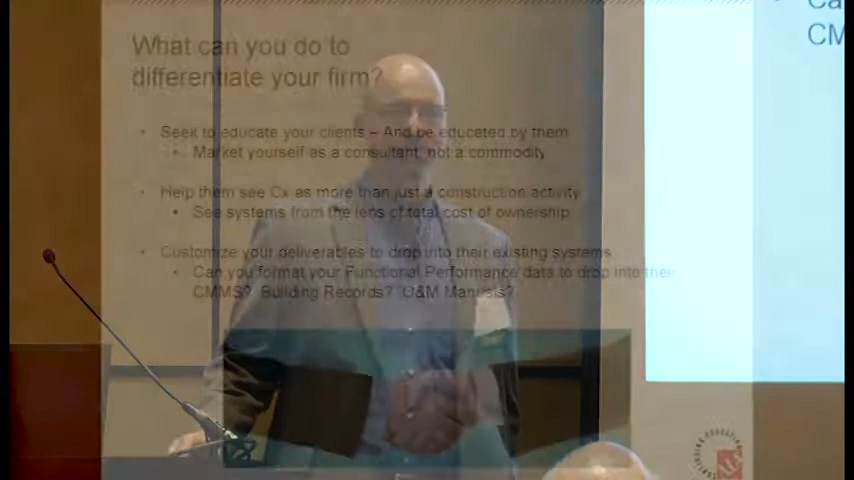 What can you do to
differentiate your firm?
• Seek to educate your clients – And be educated by them
• Market yourself as a consultant, not a commodity
• Help them see Cx as more than just a construction activity
• See systems from the lens of total cost of ownership
• Customize your deliverables to drop into their existing systems
• Can you format your Functional Performance data to drop into their
CMMS? Building Records? O&M Manuals?